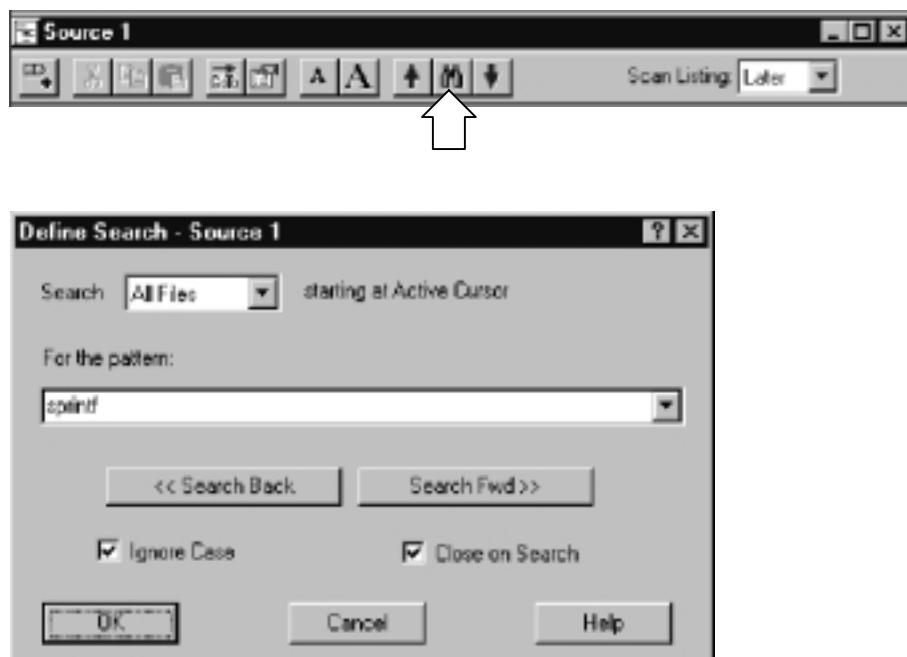 Source 1
A A Scan Listing: Later
Define Search - Source 1
Search All Files starting at Active Cursor
For the pattern:
sprintf
<< Search Back Search Fwd >>
Ignore Case Close on Search
OK Cancel Help